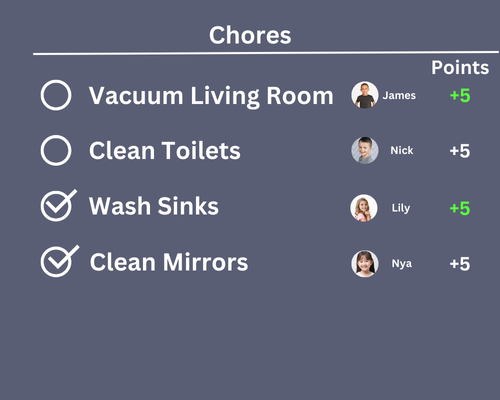 Chores
Points
Vacuum Living Room James +5
Clean Toilets Nick +5
Wash Sinks Lily +5
Clean Mirrors Nya +5